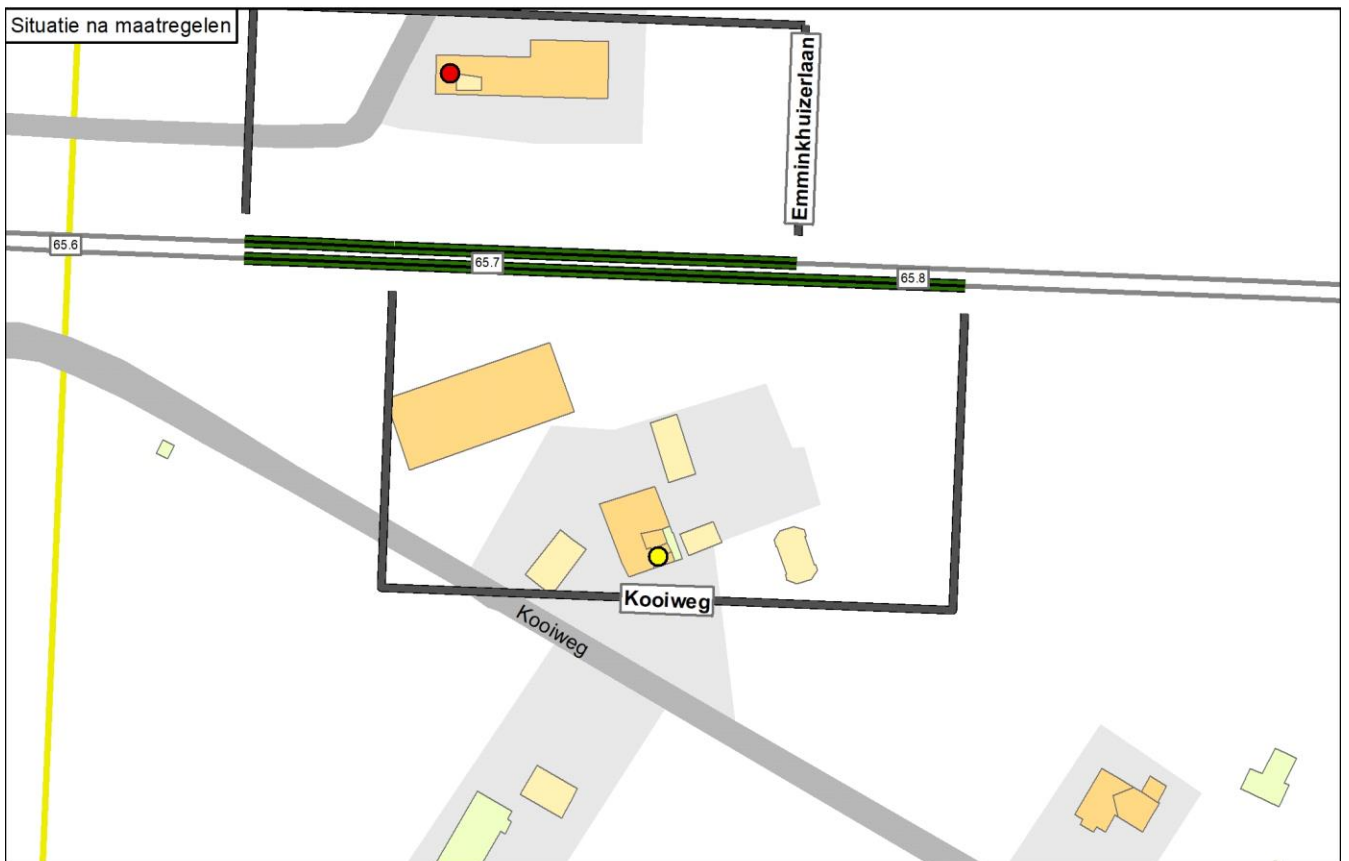 Situatie na maatregelen
Emminkhuizerlaan
65.6
65.7
65.8
Kooiweg
Kooiweg